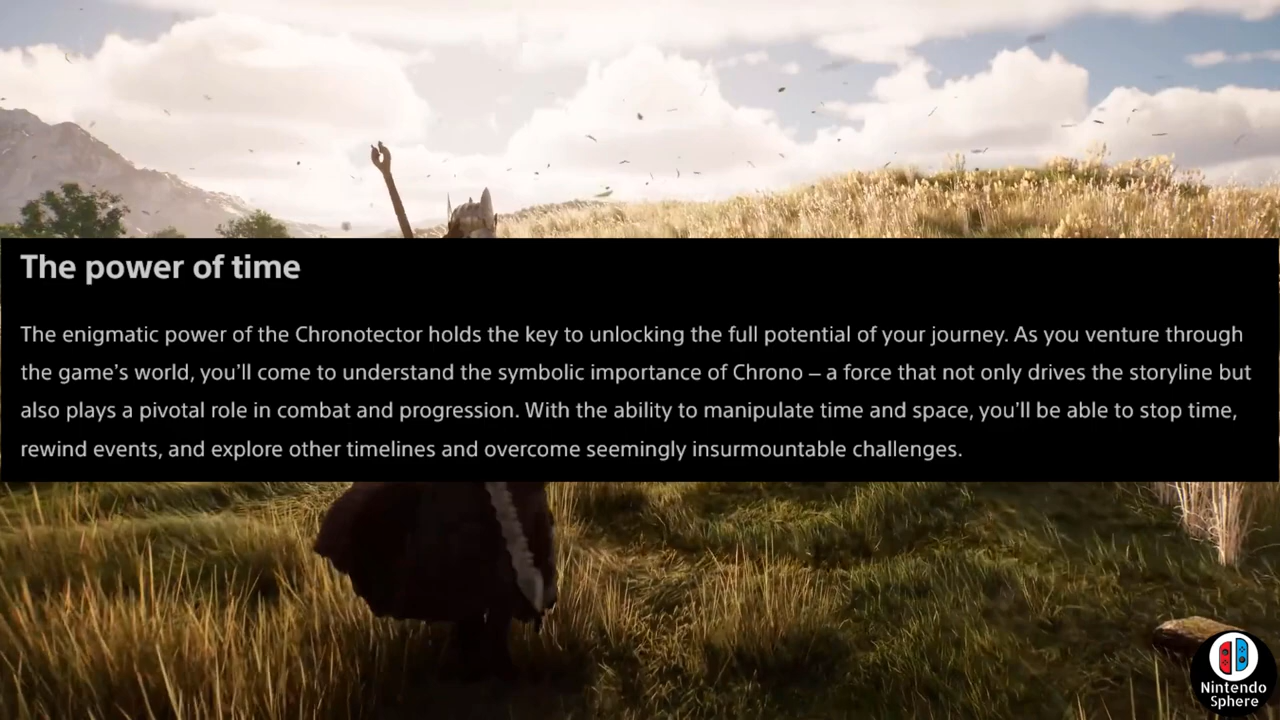 The power of time
The enigmatic power of the Chronotector holds the key to unlocking the full potential of your journey. As you venture through
the game’s world, you’ll come to understand the symbolic importance of Chrono – a force that not only drives the storyline but
also plays a pivotal role in combat and progression. With the ability to manipulate time and space, you’ll be able to stop time,
rewind events, and explore other timelines and overcome seemingly insurmountable challenges.
Nintendo
Sphere